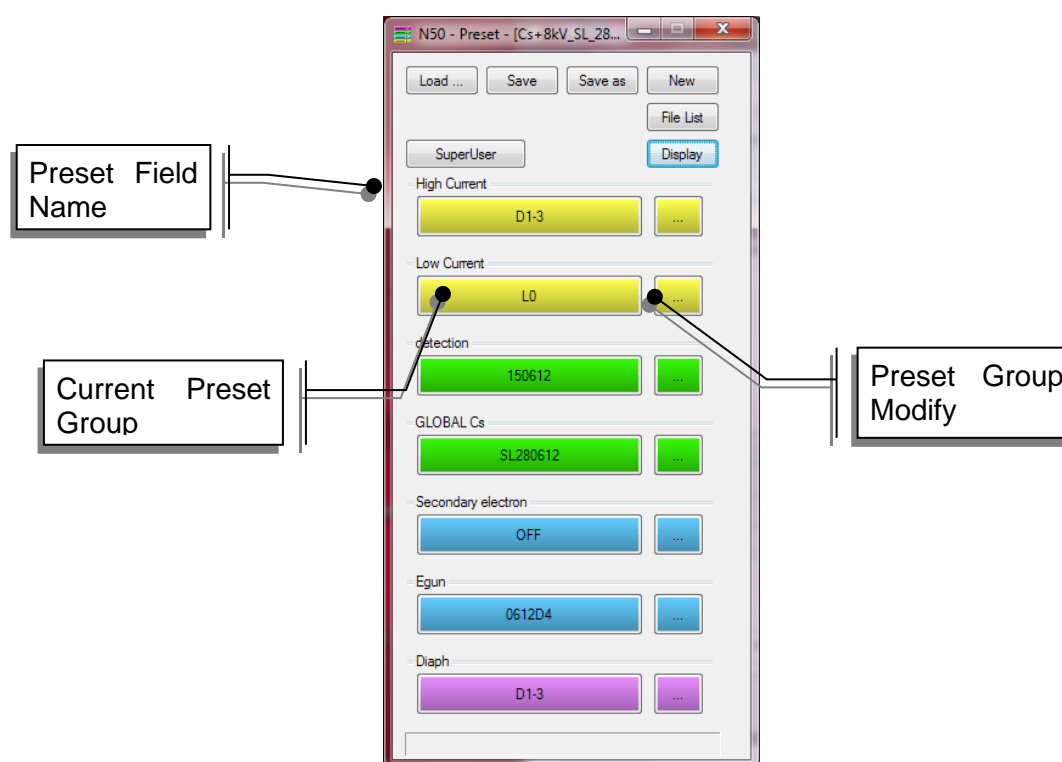 N50 - Preset - [Cs+8kV_SL_28...
Load ... Save Save as New
File List
SuperUser Display
Preset Field
Name
High Current
D1-3 ...
Low Current
L0 ...
detection
150612 ...
Current Preset
Group
Preset Group
Modify
GLOBAL Cs
SL280612 ...
Secondary electron
OFF ...
Egun
0612D4 ...
Diaph
D1-3 ...